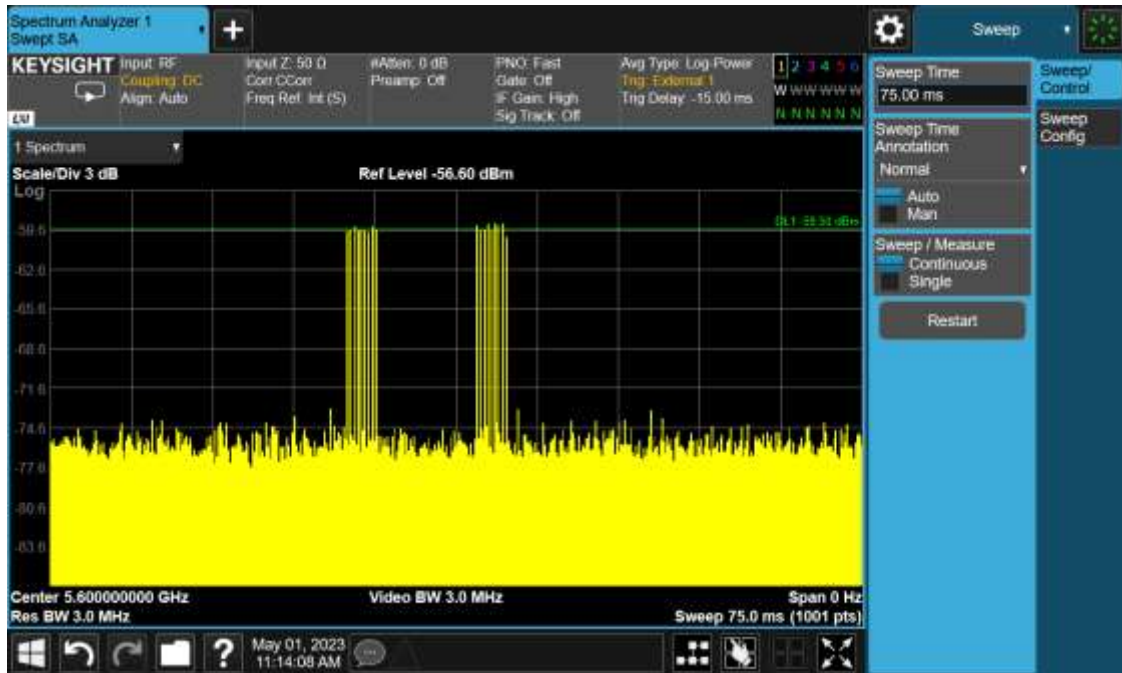 Spectrum Analyzer 1
Swept SA
+
Sweep
KEYSIGHT
Input: RF
Coupling: DC
Align: Auto
Input Z: 50 Ω
Corr CCorr
Freq Ref: Int (S)
#Atten: 0 dB
Preamp: Off
PNO: Fast
Gate: Off
IF Gain: High
Sig Track: Off
Avg Type: Log-Power
Trig: External 1
Trig Delay: -15.00 ms
1 2 3 4 5 6
W W W W W W
N N N N N N
LXI
Sweep Time
75.00 ms
Sweep Time
Annotation
Normal
Auto
Man
Sweep / Measure
Continuous
Single
Restart
Sweep/
Control
Sweep
Config
1 Spectrum
Scale/Div 3 dB
Ref Level -56.60 dBm
Log
-59.6
-62.6
-65.6
-68.6
-71.6
-74.6
-77.6
-80.6
-83.6
Center 5.600000000 GHz
Video BW 3.0 MHz
Span 0 Hz
Res BW 3.0 MHz
Sweep 75.0 ms (1001 pts)
?
May 01, 2023
11:14:08 AM